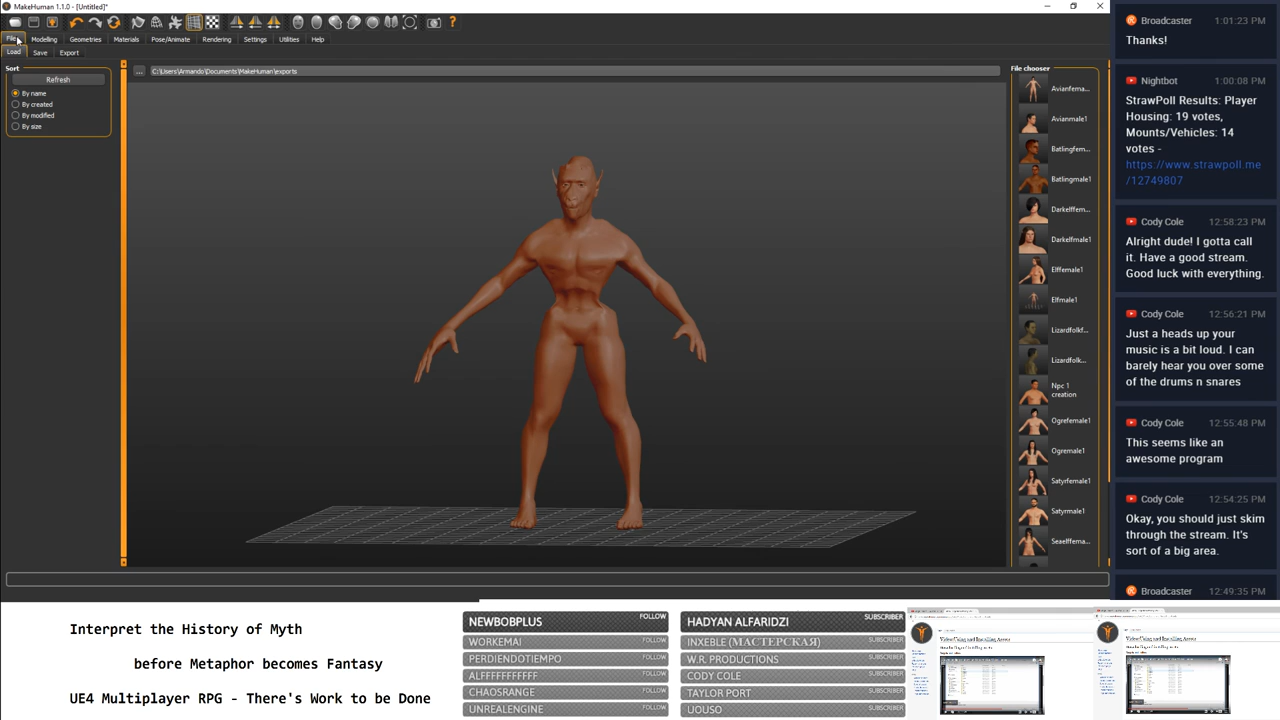 MakeHuman 1.1.0 - [Untitled]*
Files
Modelling
Geometries
Materials
Pose/Animate
Rendering
Settings
Utilities
Help
Load
Save
Export
Sort
Refresh
By name
By created
By modified
By size
...
C:\Users\Armando\Documents\MakeHuman\exports
File chooser
Avianfema...
Avianmale1
Batlingfem...
Batlingmale1
Darkelffem...
Darkelfmale1
Elffemale1
Elfmale1
Lizardfolkf...
Lizardfolk...
Npc 1
creation
Ogrefemale1
Ogremale1
Satyrfemale1
Satyrmale1
Seaelffema...
Broadcaster 1:01:23 PM
Thanks!
Nightbot 1:00:08 PM
StrawPoll Results: Player
Housing: 19 votes,
Mounts/Vehicles: 14
votes -
https://www.strawpoll.me
/12749807
Cody Cole 12:58:23 PM
Alright dude! I gotta call
it. Have a good stream.
Good luck with everything.
Cody Cole 12:56:21 PM
Just a heads up your
music is a bit loud. I can
barely hear you over some
of the drums n snares
Cody Cole 12:55:48 PM
This seems like an
awesome program
Cody Cole 12:54:25 PM
Okay, you should just skim
through the stream. It's
sort of a big area.
Broadcaster 12:49:35 PM
Interpret the History of Myth
before Metaphor becomes Fantasy
UE4 Multiplayer RPG - There's Work to be Done
NEWBOBPLUS FOLLOW
WORKEMAI FOLLOW
PERDIENDOTIEMPO FOLLOW
ALFFFFFFFFFF FOLLOW
CHAOSRANGE FOLLOW
UNREALENGINE FOLLOW
HADYAN ALFARIDZI SUBSCRIBER
INXEBLE (МАСТЕРСКАЯ) SUBSCRIBER
W.R. PRODUCTIONS SUBSCRIBER
CODY COLE SUBSCRIBER
TAYLOR PORT SUBSCRIBER
UOUSO SUBSCRIBER